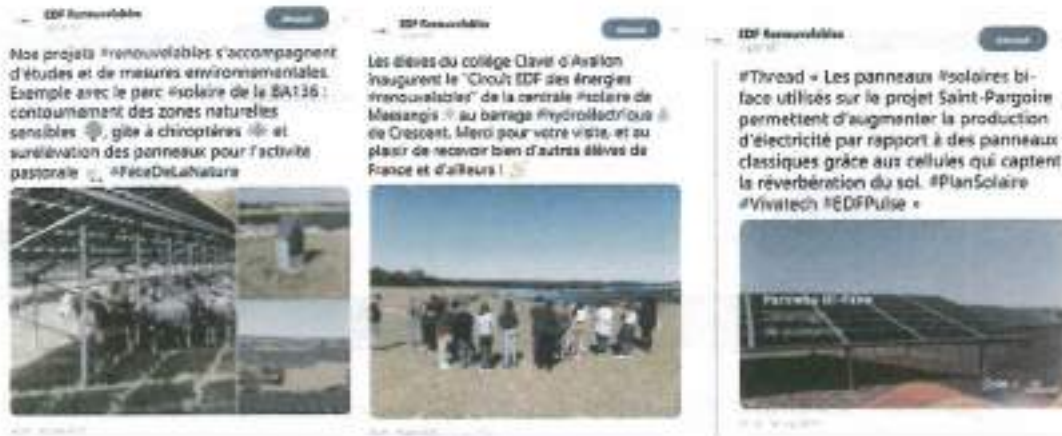 EDF Renouvelables
Nos projets #renouvelables s'accompagnent
d'études et de mesures environnementales.
Exemple avec le parc #solaire de la BA136 :
contournement des zones naturelles
sensibles, gîte à chiroptères et
surélévation des panneaux pour l'activité
pastorale #FêteDeLaNature
EDF Renouvelables
Les élèves du collège Clavel d'Avallon
inaugurent le "Circuit EDF des énergies
#renouvelables" de la centrale #solaire de
Massangis au barrage #hydroélectrique
de Crescent. Merci pour votre visite, et au
plaisir de recevoir bien d'autres élèves de
France et d'ailleurs !
EDF Renouvelables
#Thread « Les panneaux #solaires bi-
face utilisés sur le projet Saint-Pargoire
permettent d'augmenter la production
d'électricité par rapport à des panneaux
classiques grâce aux cellules qui captent
la réverbération du sol. #PlanSolaire
#Vivatech #EDFPulse »
Panneau Bi-Face